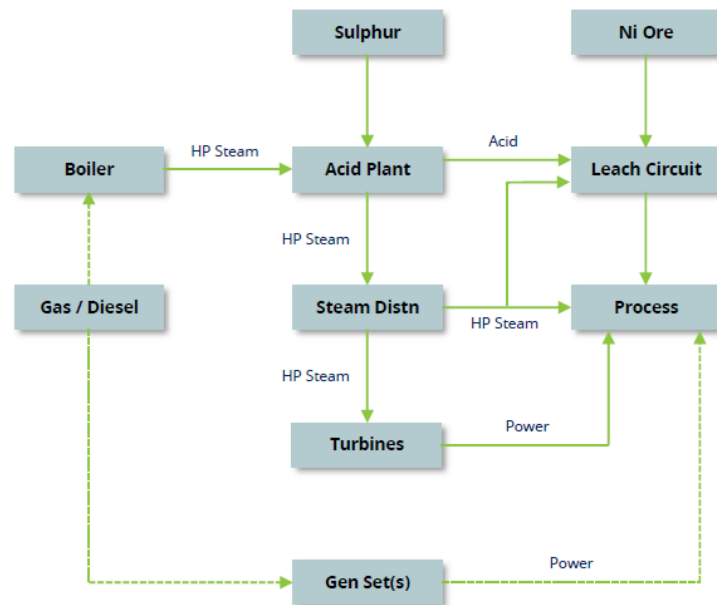 Sulphur
Ni Ore
HP Steam
Acid
Boiler
Acid Plant
Leach Circuit
HP Steam
Gas / Diesel
Steam Distn
Process
HP Steam
HP Steam
Power
Turbines
Power
Gen Set(s)